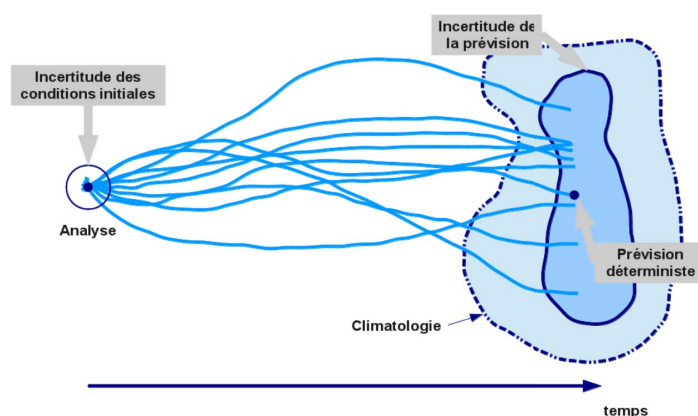 Incertitude de
la prévision
Incertitude des
conditions initiales
Analyse
Prévision
déterministe
Climatologie
temps